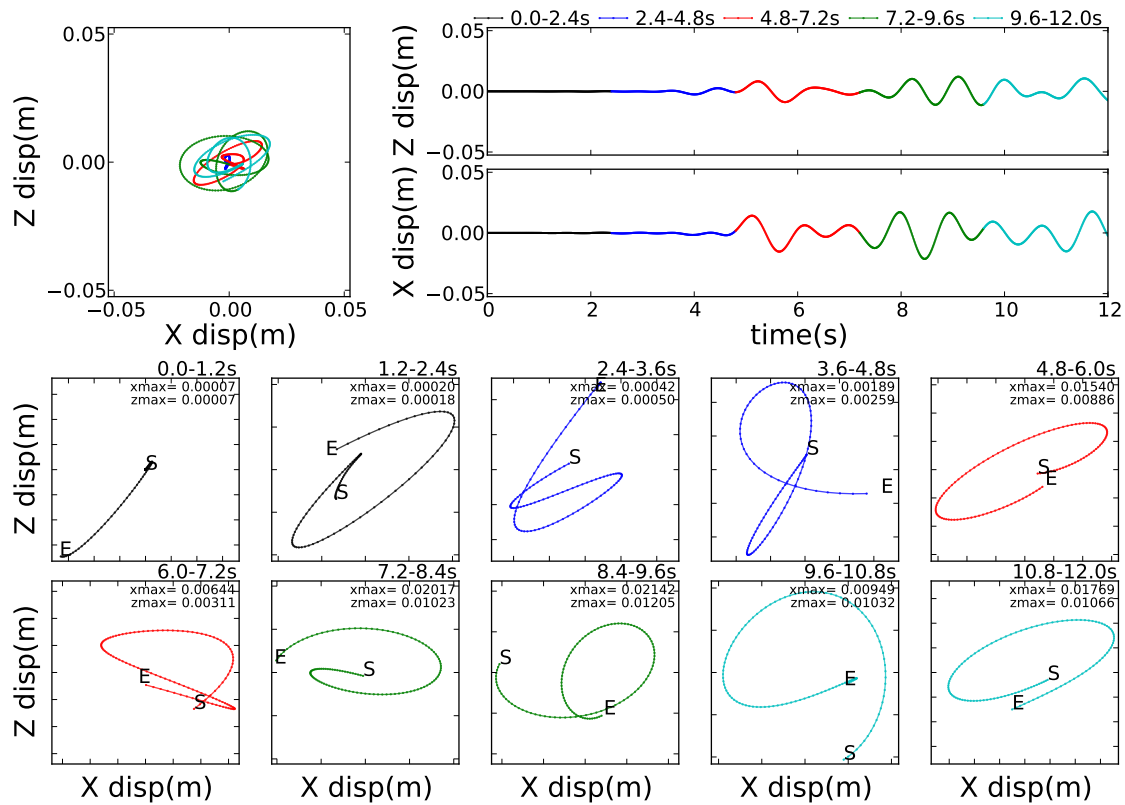 0.0-2.4s 2.4-4.8s 4.8-7.2s 7.2-9.6s 9.6-12.0s
0.05
0.00
−0.05
Z disp(m)
−0.05 0.00 0.05
X disp(m)
0.05
0.00
−0.05
Z disp(m)
0.05
0.00
−0.05
X disp(m)
0 2 4 6 8 10 12
time(s)
0.0-1.2s
xmax= 0.00007
zmax= 0.00007
S
E
Z disp(m)
1.2-2.4s
xmax= 0.00020
zmax= 0.00018
E
S
2.4-3.6s
xmax= 0.00042
zmax= 0.00050
E
S
3.6-4.8s
xmax= 0.00189
zmax= 0.00259
S
E
4.8-6.0s
xmax= 0.01540
zmax= 0.00886
S
E
6.0-7.2s
xmax= 0.00644
zmax= 0.00311
E
S
Z disp(m)
X disp(m)
7.2-8.4s
xmax= 0.02017
zmax= 0.01023
E
S
X disp(m)
8.4-9.6s
xmax= 0.02142
zmax= 0.01205
S
E
X disp(m)
9.6-10.8s
xmax= 0.00949
zmax= 0.01032
E
S
X disp(m)
10.8-12.0s
xmax= 0.01769
zmax= 0.01066
S
E
X disp(m)